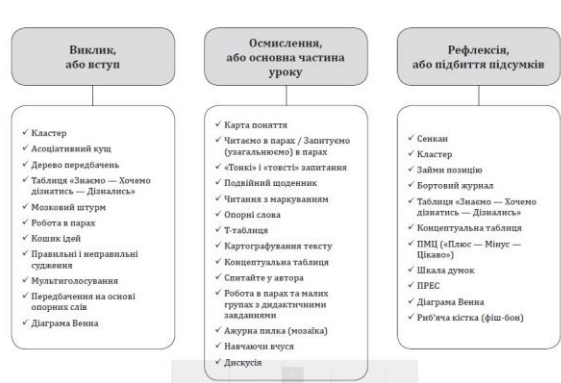 Виклик,
або вступ
✓ Кластер
✓ Асоціативний кущ
✓ Дерево передбачень
✓ Таблиця «Знаємо — Хочемо
дізнатись — Дізнались»
✓ Мозковий штурм
✓ Робота в парах
✓ Кошик ідей
✓ Правильні і неправильні
судження
✓ Мультиголосування
✓ Передбачення на основі
опорних слів
✓ Діаграма Венна
Осмислення,
або основна частина
уроку
✓ Карта поняття
✓ Читаємо в парах / Запитуємо
(узагальнюємо) в парах
✓ «Тонкі» і «товсті» запитання
✓ Подвійний щоденник
✓ Читання з маркуванням
✓ Опорні слова
✓ Т-таблиця
✓ Картографування тексту
✓ Концептуальна таблиця
✓ Спитайте у автора
✓ Робота в парах та малих
групах з дидактичними
завданнями
✓ Ажурна пилка (мозаїка)
✓ Навчаючи вчуся
✓ Дискусія
Рефлексія,
або підбиття підсумків
✓ Сенкан
✓ Кластер
✓ Займи позицію
✓ Бортовий журнал
✓ Таблиця «Знаємо — Хочемо
дізнатись — Дізнались»
✓ Концептуальна таблиця
✓ ПМЦ («Плюс — Мінус —
Цікаво»)
✓ Шкала думок
✓ ПРЕС
✓ Діаграма Венна
✓ Риб'яча кістка (фіш-бон)